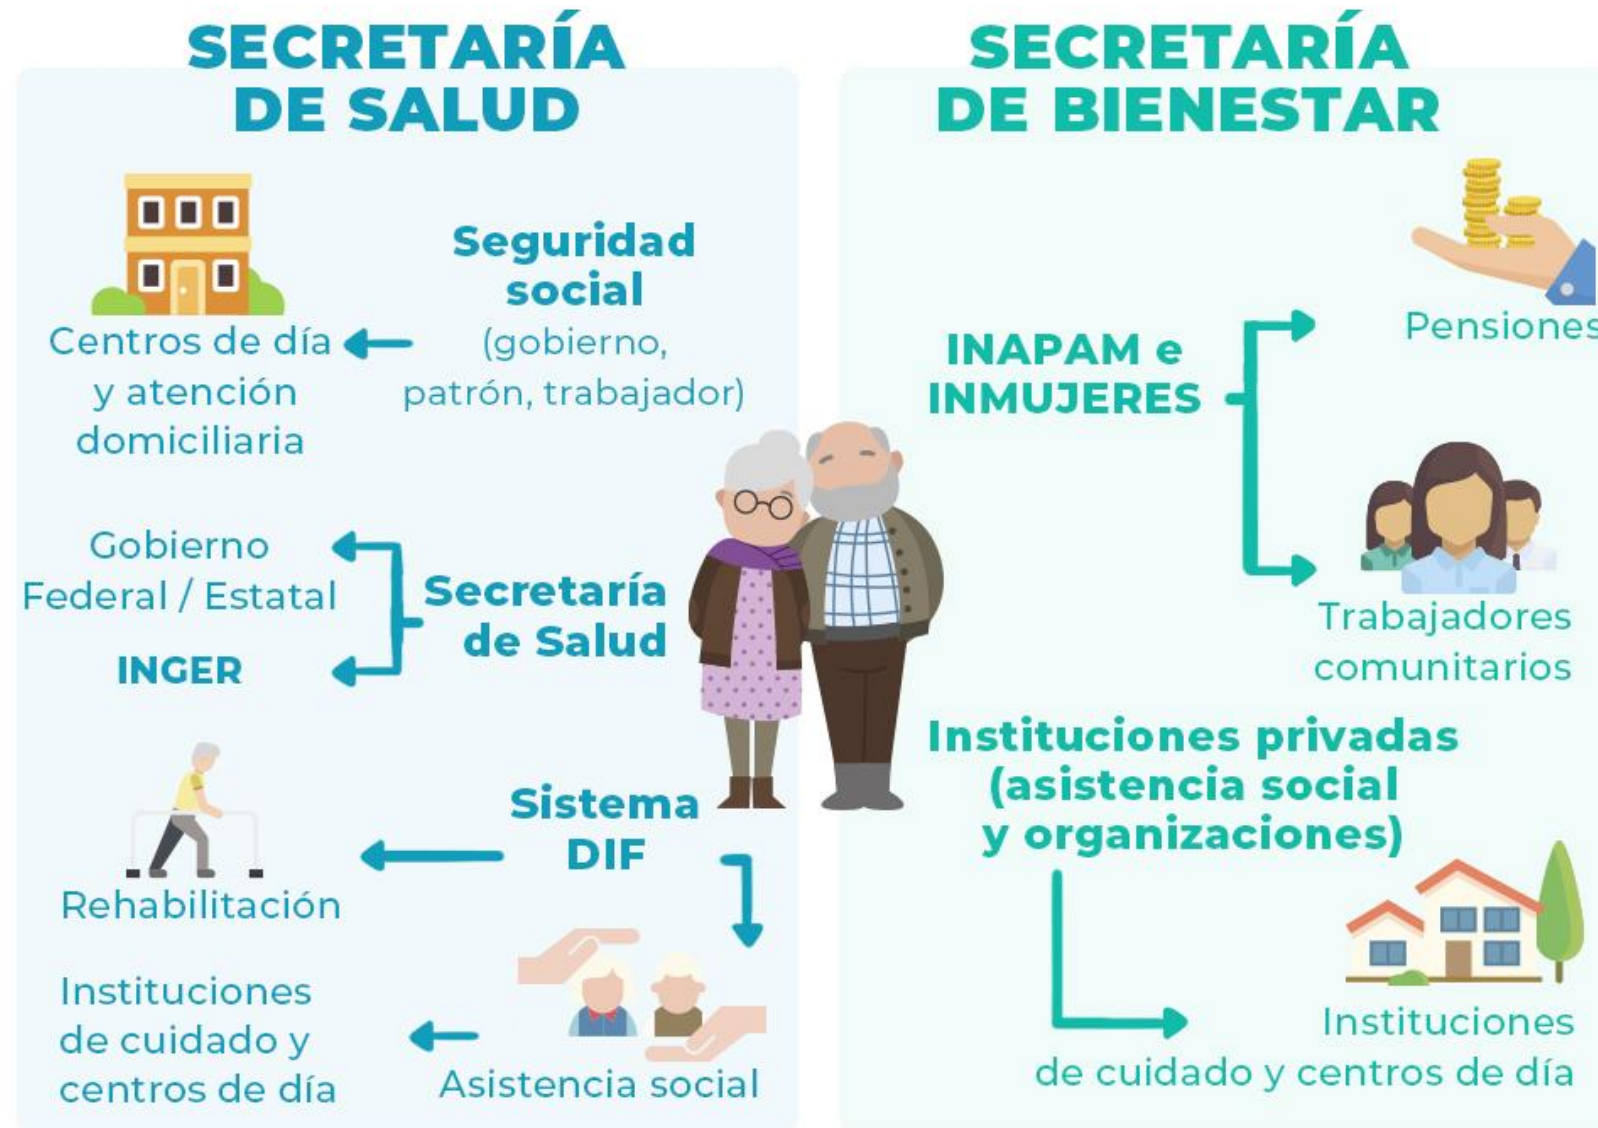 SECRETARÍA
DE SALUD
Seguridad
social
(gobierno,
patrón, trabajador)
Centros de día
y atención
domiciliaria
Secretaría
de Salud
Gobierno
Federal / Estatal
INGER
Sistema
DIF
Rehabilitación
Asistencia social
Instituciones
de cuidado y
centros de día
SECRETARÍA
DE BIENESTAR
INAPAM e
INMUJERES
Pensiones
Trabajadores
comunitarios
Instituciones privadas
(asistencia social
y organizaciones)
Instituciones
de cuidado y centros de día